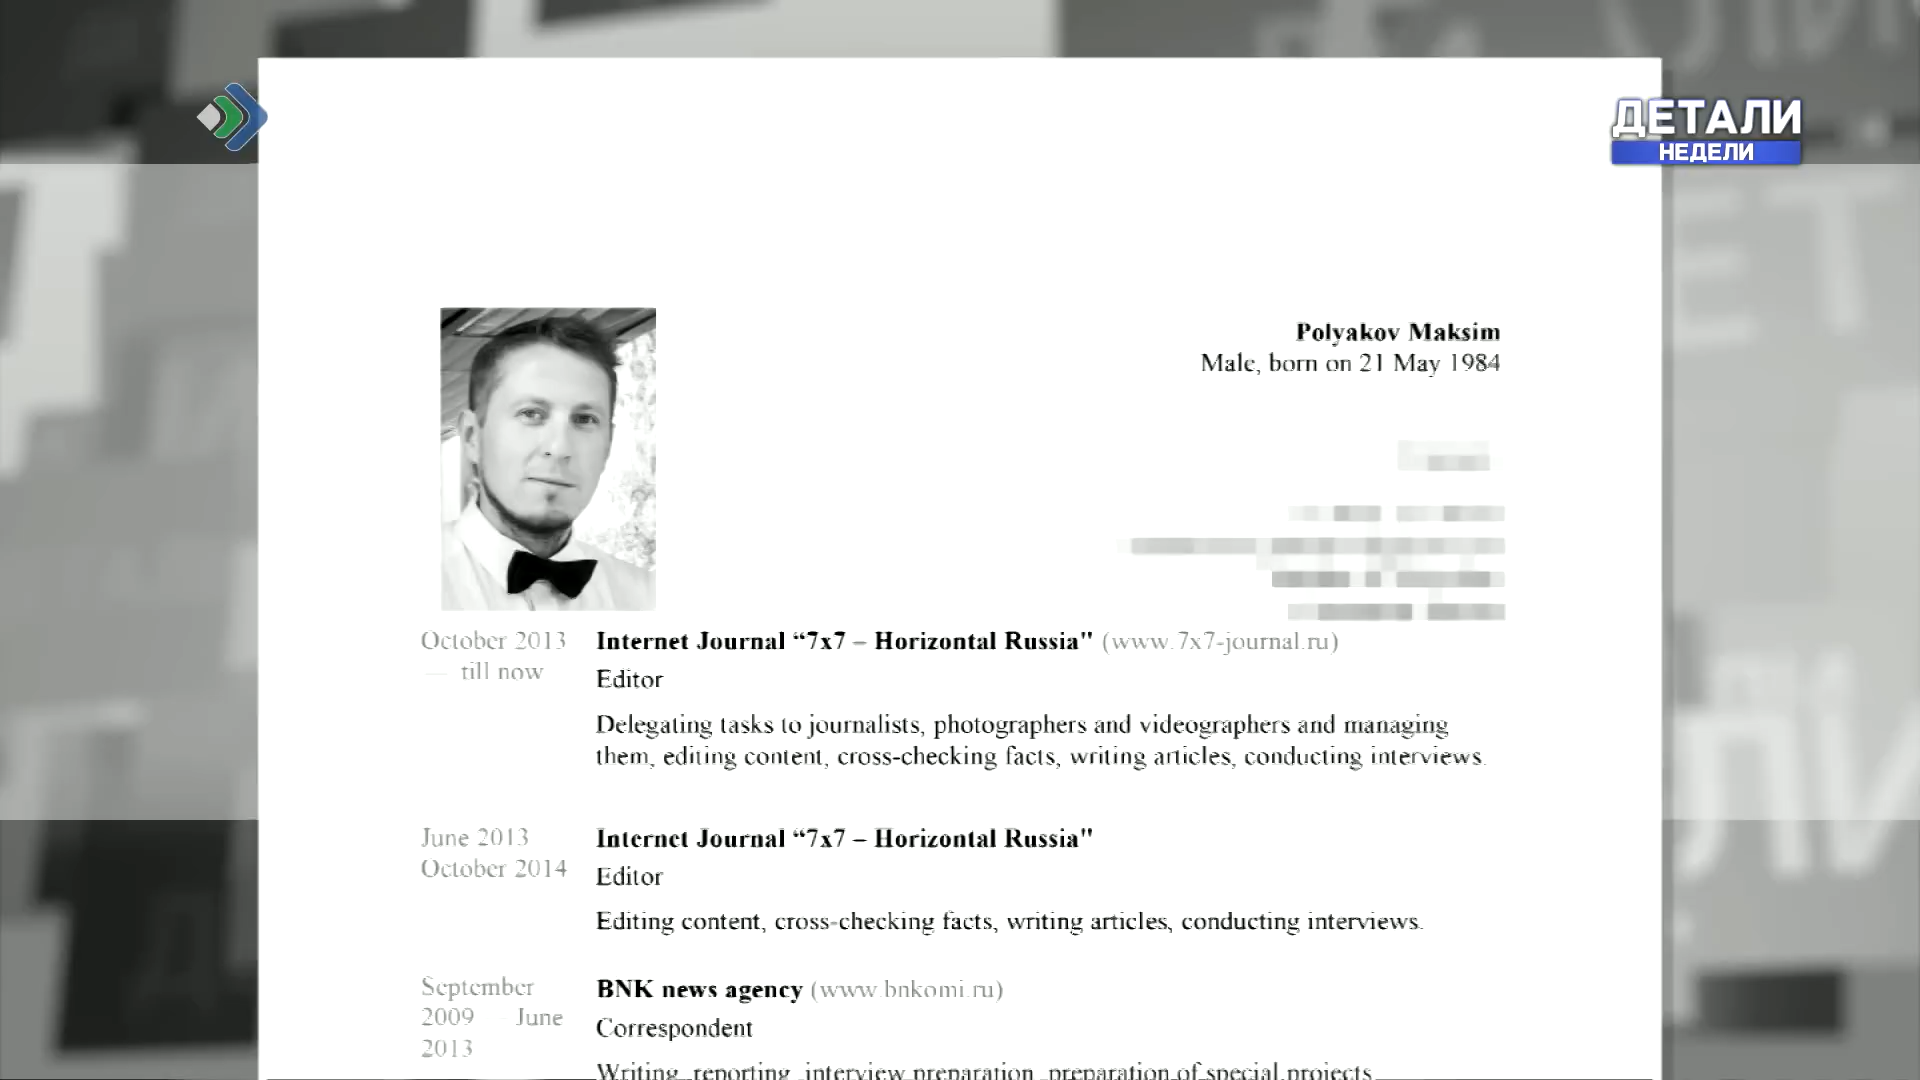 ДЕТАЛИ
НЕДЕЛИ
Polyakov Maksim
Male, born on 21 May 1984
October 2013
— till now
Internet Journal “7x7 – Horizontal Russia" (www.7x7-journal.ru)
Editor
Delegating tasks to journalists, photographers and videographers and managing
them, editing content, cross-checking facts, writing articles, conducting interviews.
June 2013
October 2014
Internet Journal “7x7 – Horizontal Russia"
Editor
Editing content, cross-checking facts, writing articles, conducting interviews.
September
2009 June
2013
BNK news agency (www.bnkomi.ru)
Correspondent
Writing, reporting, interview preparation, preparation of special projects